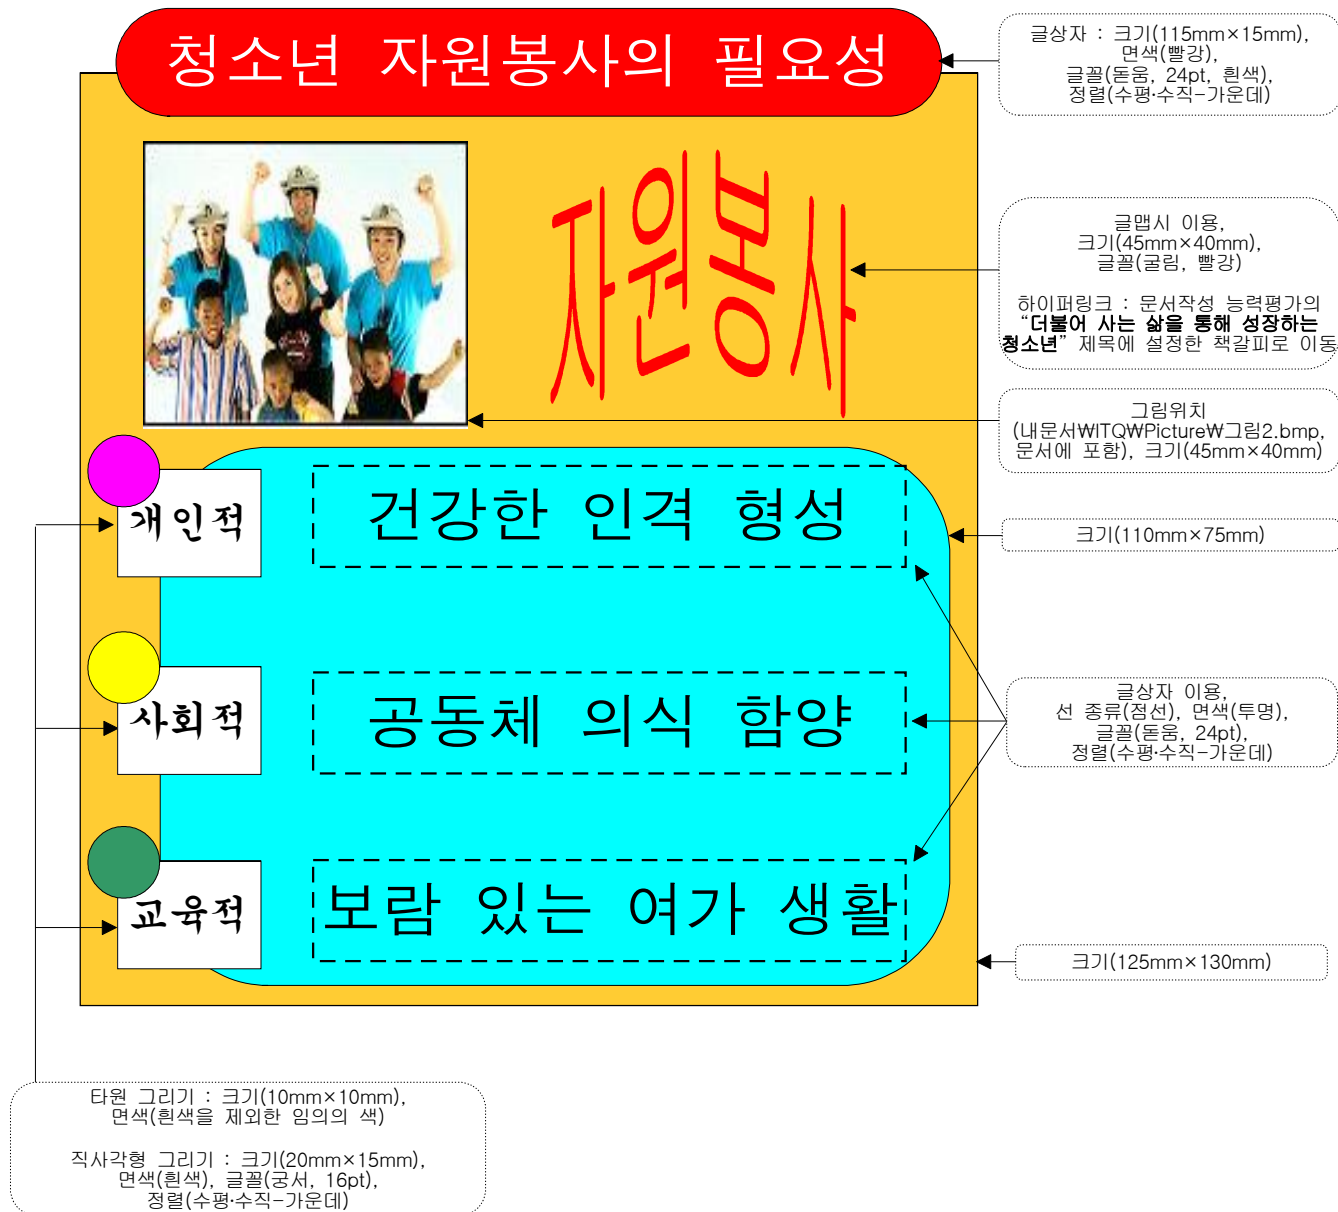 청소년 자원봉사의 필요성
글상자 : 크기(115mm×15mm),
면색(빨강),
글꼴(돋움, 24pt, 흰색),
정렬(수평·수직-가운데)
자원봉사
글맵시 이용,
크기(45mm×40mm),
글꼴(굴림, 빨강)
하이퍼링크 : 문서작성 능력평가의
“더불어 사는 삶을 통해 성장하는
청소년” 제목에 설정한 책갈피로 이동
그림위치
(내문서₩ITQ₩Picture₩그림2.bmp,
문서에 포함), 크기(45mm×40mm)
개인적
건강한 인격 형성
크기(110mm×75mm)
사회적
공동체 의식 함양
글상자 이용,
선 종류(점선), 면색(투명),
글꼴(돋움, 24pt),
정렬(수평·수직-가운데)
교육적
보람 있는 여가 생활
크기(125mm×130mm)
타원 그리기 : 크기(10mm×10mm),
면색(흰색을 제외한 임의의 색)
직사각형 그리기 : 크기(20mm×15mm),
면색(흰색), 글꼴(궁서, 16pt),
정렬(수평·수직-가운데)